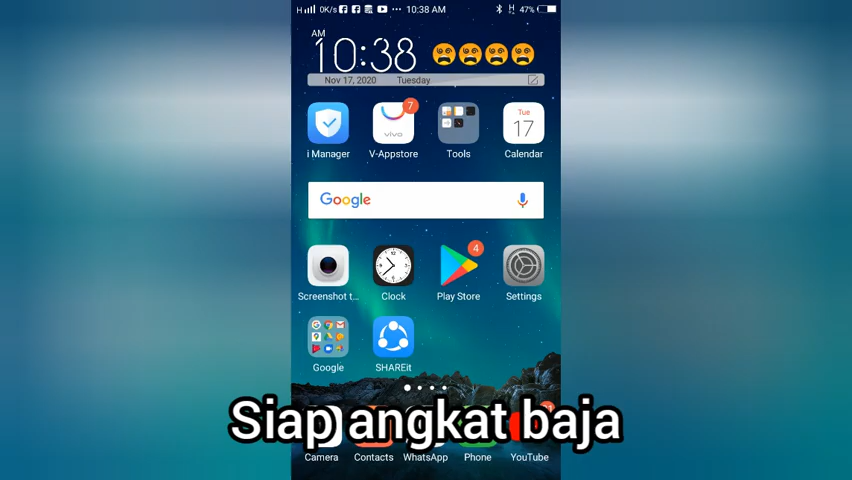 H 0K/s ••• 10:38 AM H 47%
AM
10:38
Nov 17, 2020 Tuesday
7 Tue
vivo 17
i Manager V-Appstore Tools Calendar
Google
4
Screenshot t... Clock Play Store Settings
Google SHAREit
Siap angkat baja
Camera Contacts WhatsApp Phone YouTube